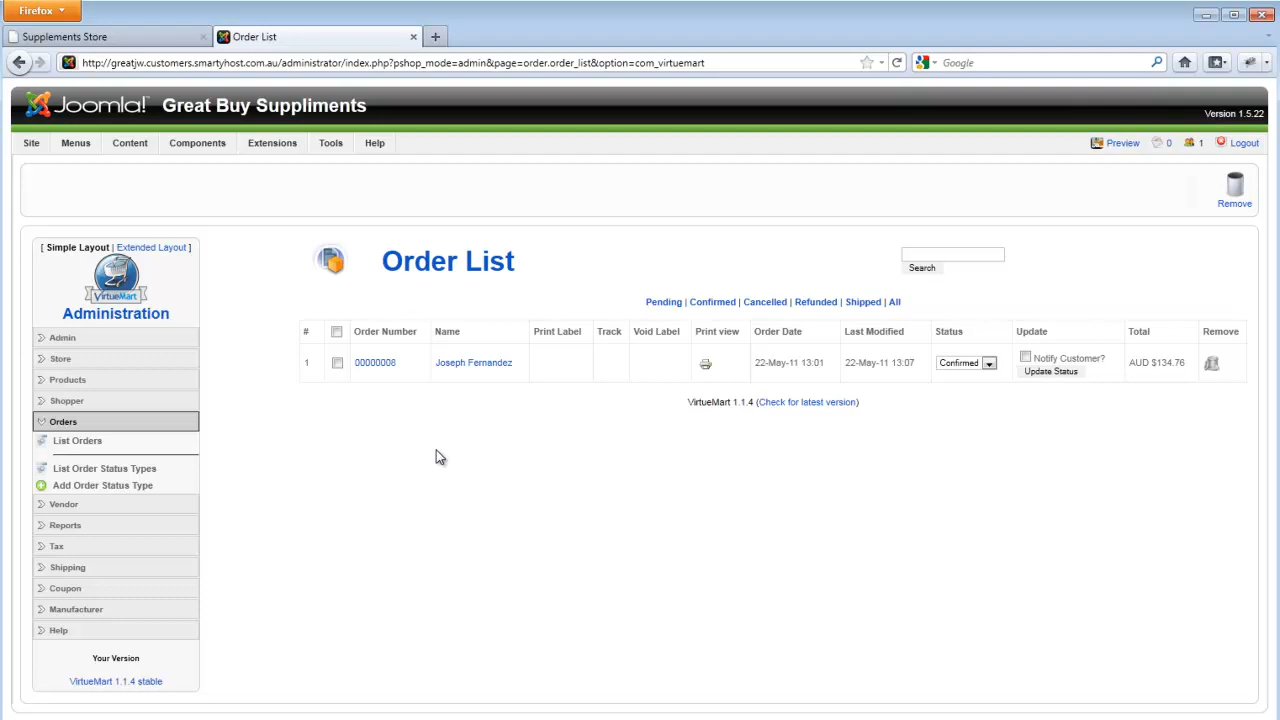 Firefox
Supplements Store
Order List
http://greatjw.customers.smartyhost.com.au/administrator/index.php?pshop_mode=admin&page=order.order_list&option=com_virtuemart
Google
Joomla! Great Buy Suppliments
Version 1.5.22
Site Menus Content Components Extensions Tools Help Preview 0 1 Logout
Remove
[ Simple Layout | Extended Layout ]
VirtueMart
Administration
Admin
Store
Products
Shopper
Orders
List Orders
List Order Status Types
Add Order Status Type
Vendor
Reports
Tax
Shipping
Coupon
Manufacturer
Help
Your Version
VirtueMart 1.1.4 stable
Order List
Search
Pending | Confirmed | Cancelled | Refunded | Shipped | All
# Order Number Name Print Label Track Void Label Print view Order Date Last Modified Status Update Total Remove
1 00000008 Joseph Fernandez 22-May-11 13:01 22-May-11 13:07 Confirmed Notify Customer? AUD $134.76
Update Status
VirtueMart 1.1.4 (Check for latest version)